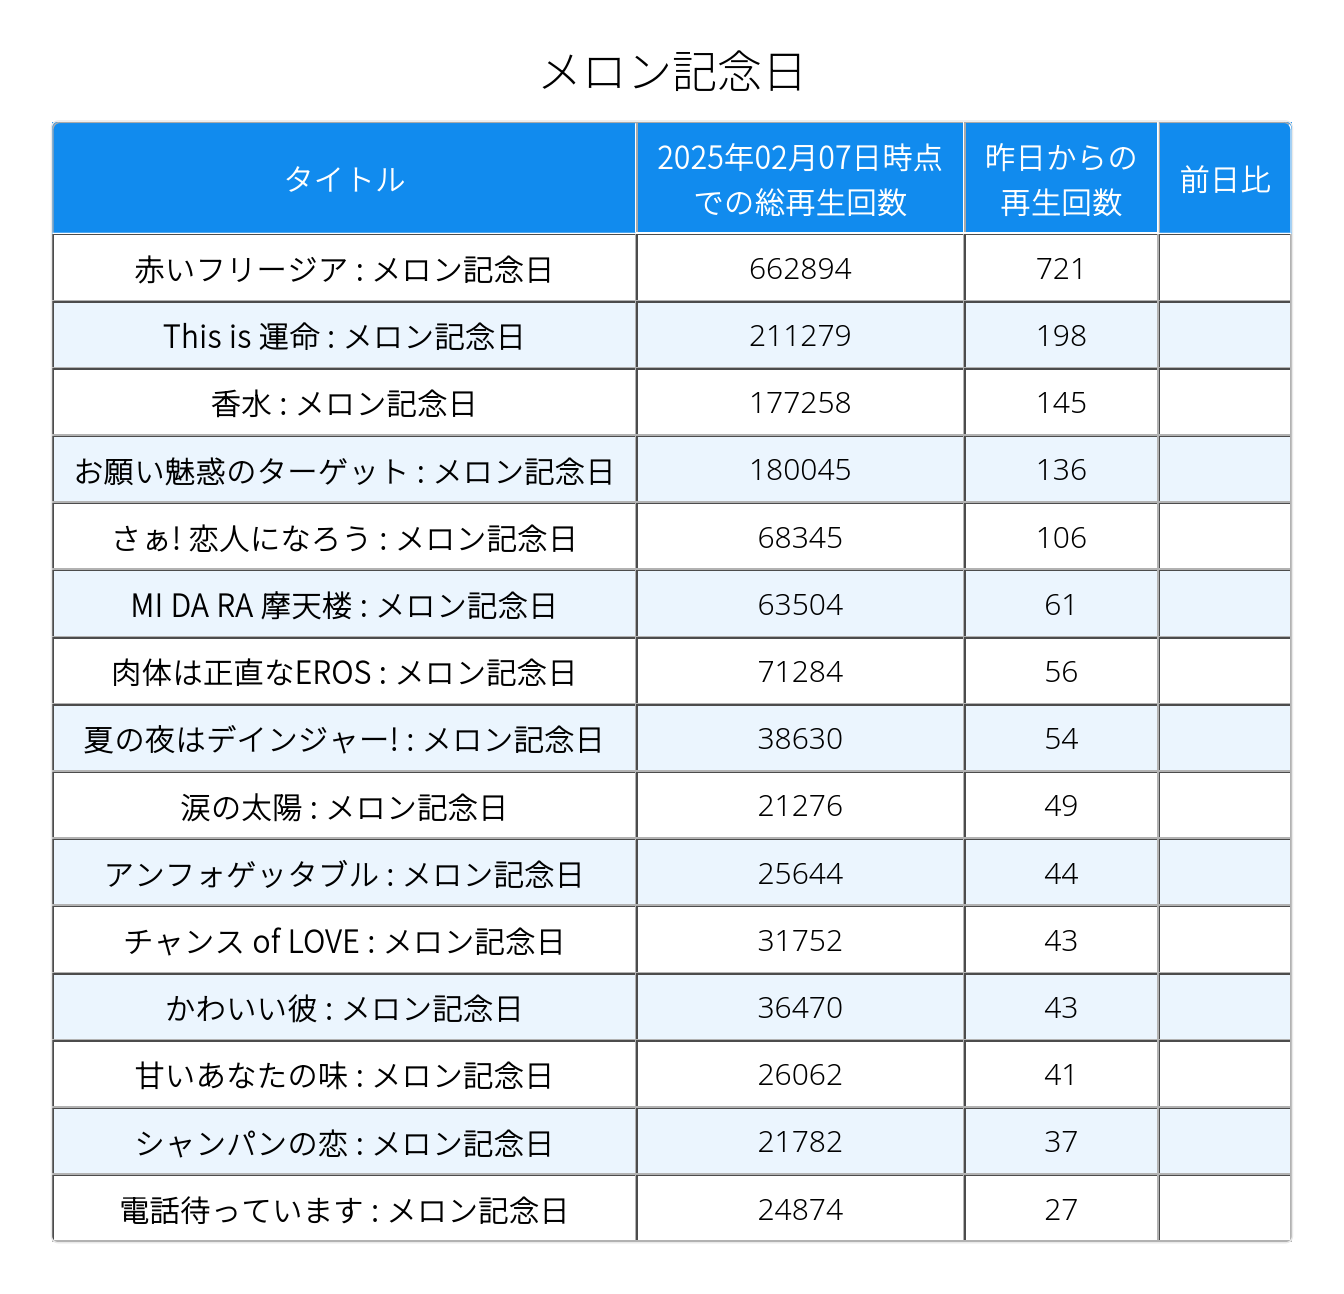 メロン記念日
タイトル 2025年02月07日時点での総再生回数 昨日からの再生回数 前日比
赤いフリージア : メロン記念日 662894 721
This is 運命 : メロン記念日 211279 198
香水 : メロン記念日 177258 145
お願い魅惑のターゲット : メロン記念日 180045 136
さぁ! 恋人になろう : メロン記念日 68345 106
MI DA RA 摩天楼 : メロン記念日 63504 61
肉体は正直なEROS : メロン記念日 71284 56
夏の夜はデインジャー! : メロン記念日 38630 54
涙の太陽 : メロン記念日 21276 49
アンフォゲッタブル : メロン記念日 25644 44
チャンス of LOVE : メロン記念日 31752 43
かわいい彼 : メロン記念日 36470 43
甘いあなたの味 : メロン記念日 26062 41
シャンパンの恋 : メロン記念日 21782 37
電話待っています : メロン記念日 24874 27